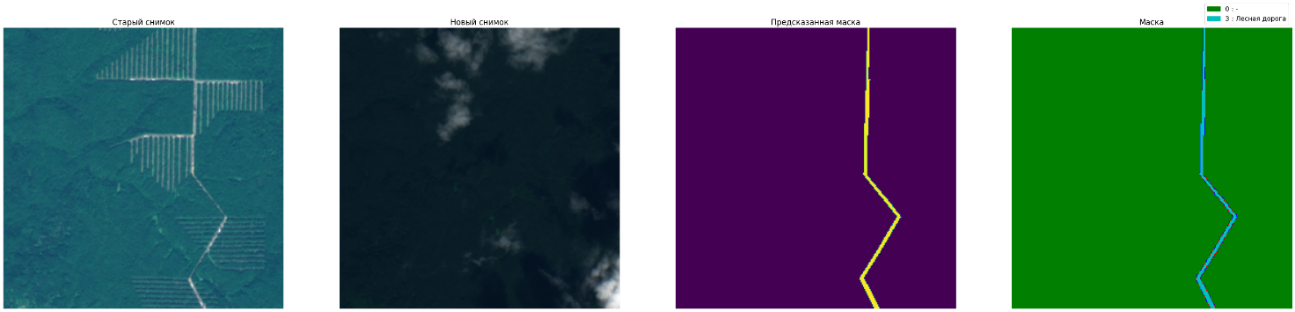 Старый снимок
Новый снимок
Предсказанная маска
Маска
0 : -
3 : Лесная дорога